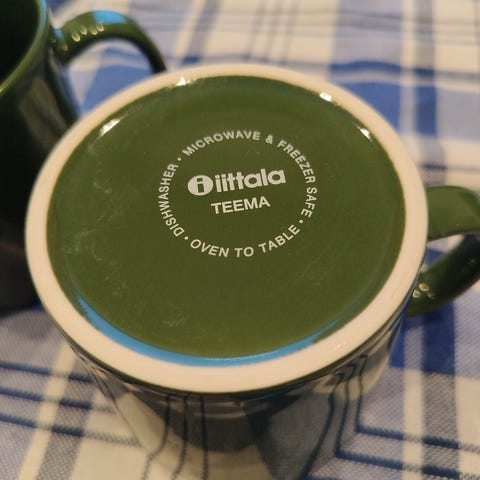 DISHWASHER • MICROWAVE & FREEZER SAFE •
iittala
TEEMA
OVEN TO TABLE •